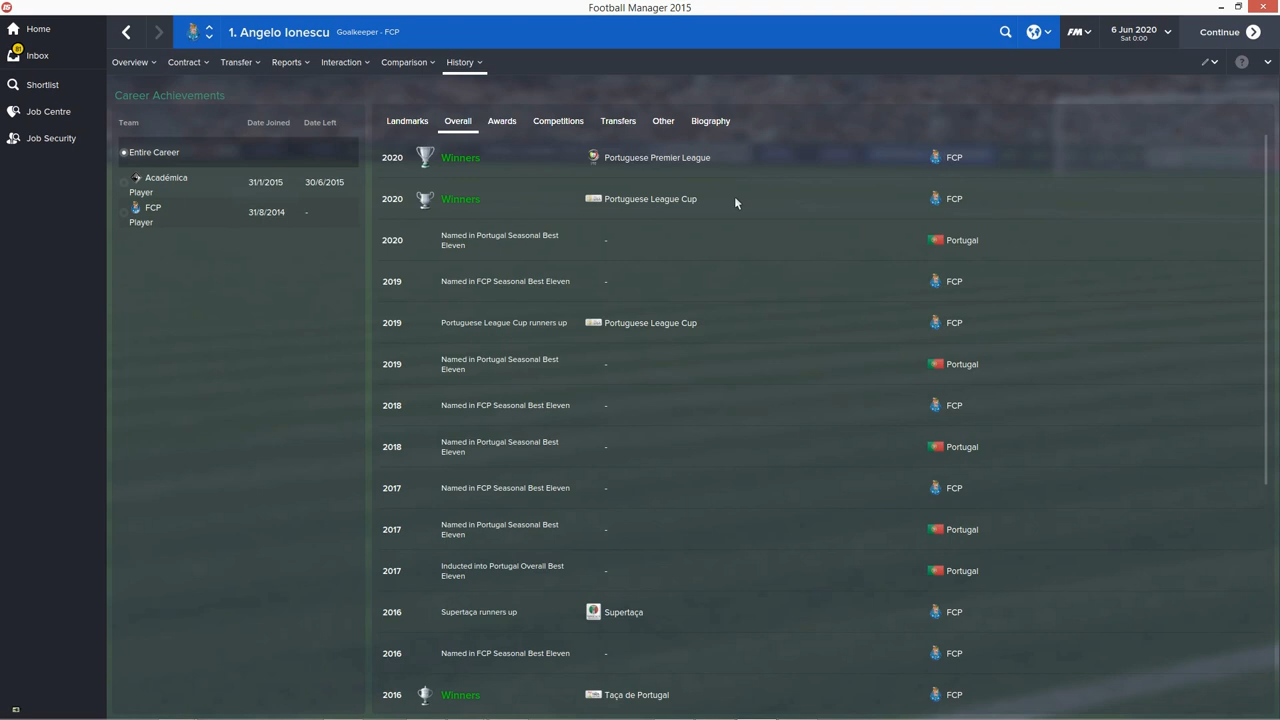 Football Manager 2015
Home
81
Inbox
Shortlist
Job Centre
Job Security
1. Angelo Ionescu Goalkeeper - FCP
FM
6 Jun 2020
Sat 0:00
Continue
Overview Contract Transfer Reports Interaction Comparison History
?
Career Achievements
Team Date Joined Date Left
Entire Career
Académica 31/1/2015 30/6/2015
Player
FCP 31/8/2014 -
Player
Landmarks Overall Awards Competitions Transfers Other Biography
2020 Winners Portuguese Premier League FCP
2020 Winners Portuguese League Cup FCP
2020 Named in Portugal Seasonal Best
Eleven - Portugal
2019 Named in FCP Seasonal Best Eleven - FCP
2019 Portuguese League Cup runners up Portuguese League Cup FCP
2019 Named in Portugal Seasonal Best
Eleven - Portugal
2018 Named in FCP Seasonal Best Eleven - FCP
2018 Named in Portugal Seasonal Best
Eleven - Portugal
2017 Named in FCP Seasonal Best Eleven - FCP
2017 Named in Portugal Seasonal Best
Eleven - Portugal
2017 Inducted into Portugal Overall Best
Eleven - Portugal
2016 Supertaça runners up Supertaça FCP
2016 Named in FCP Seasonal Best Eleven - FCP
2016 Winners Taça de Portugal FCP